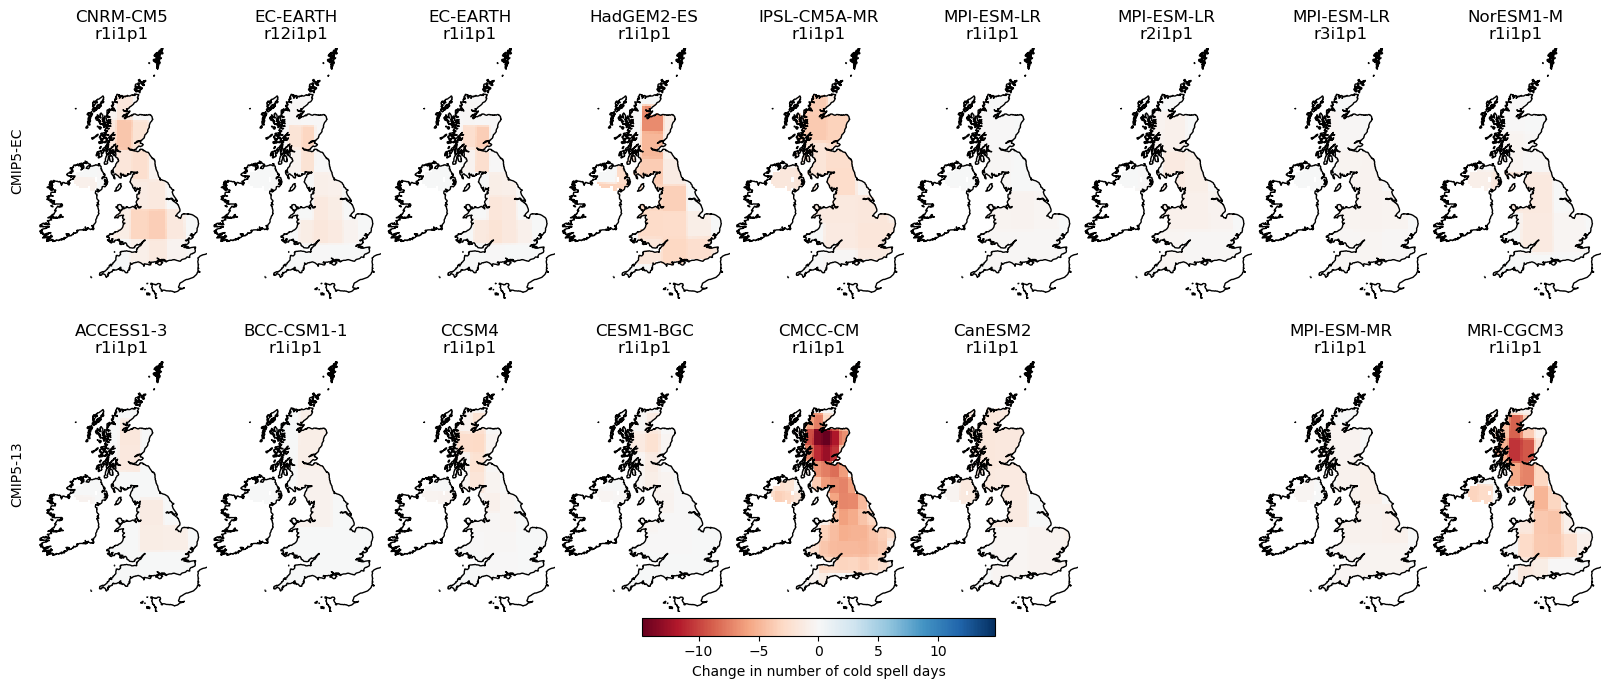 CNRM-CM5
r1i1p1
EC-EARTH
r12i1p1
EC-EARTH
r1i1p1
HadGEM2-ES
r1i1p1
IPSL-CM5A-MR
r1i1p1
MPI-ESM-LR
r1i1p1
MPI-ESM-LR
r2i1p1
MPI-ESM-LR
r3i1p1
NorESM1-M
r1i1p1
CMIP5-EC
ACCESS1-3
r1i1p1
BCC-CSM1-1
r1i1p1
CCSM4
r1i1p1
CESM1-BGC
r1i1p1
CMCC-CM
r1i1p1
CanESM2
r1i1p1
MPI-ESM-MR
r1i1p1
MRI-CGCM3
r1i1p1
CMIP5-13
−10 −5 0 5 10
Change in number of cold spell days